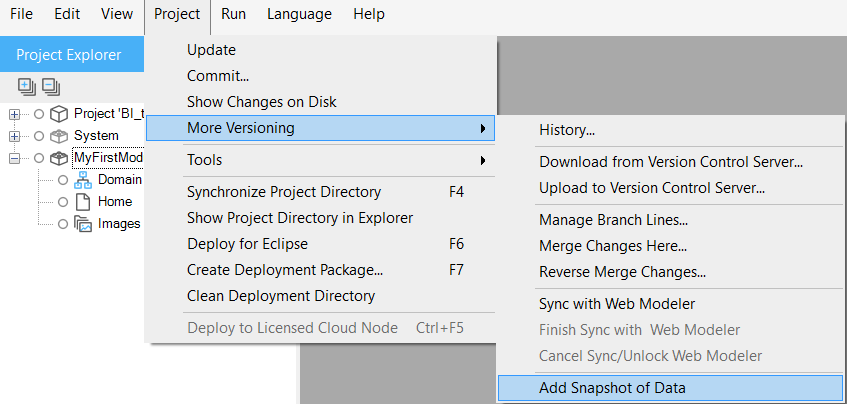 File Edit View Project Run Language Help
Project Explorer
Project 'BI_t
System
MyFirstMod
Domain
Home
Images
Update
Commit...
Show Changes on Disk
More Versioning
Tools
Synchronize Project Directory F4
Show Project Directory in Explorer
Deploy for Eclipse F6
Create Deployment Package... F7
Clean Deployment Directory
Deploy to Licensed Cloud Node Ctrl+F5
History...
Download from Version Control Server...
Upload to Version Control Server...
Manage Branch Lines...
Merge Changes Here...
Reverse Merge Changes...
Sync with Web Modeler
Finish Sync with Web Modeler
Cancel Sync/Unlock Web Modeler
Add Snapshot of Data